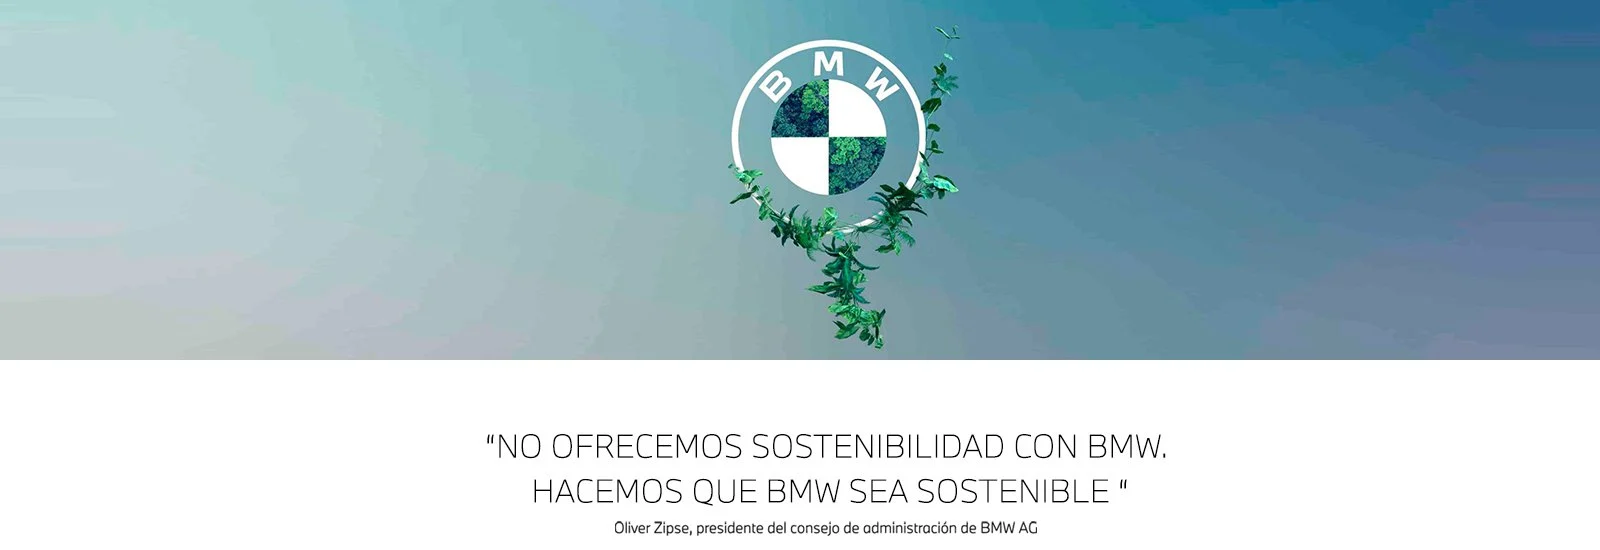 BMW
“NO OFRECEMOS SOSTENIBILIDAD CON BMW.
HACEMOS QUE BMW SEA SOSTENIBLE “
Oliver Zipse, presidente del consejo de administración de BMW AG